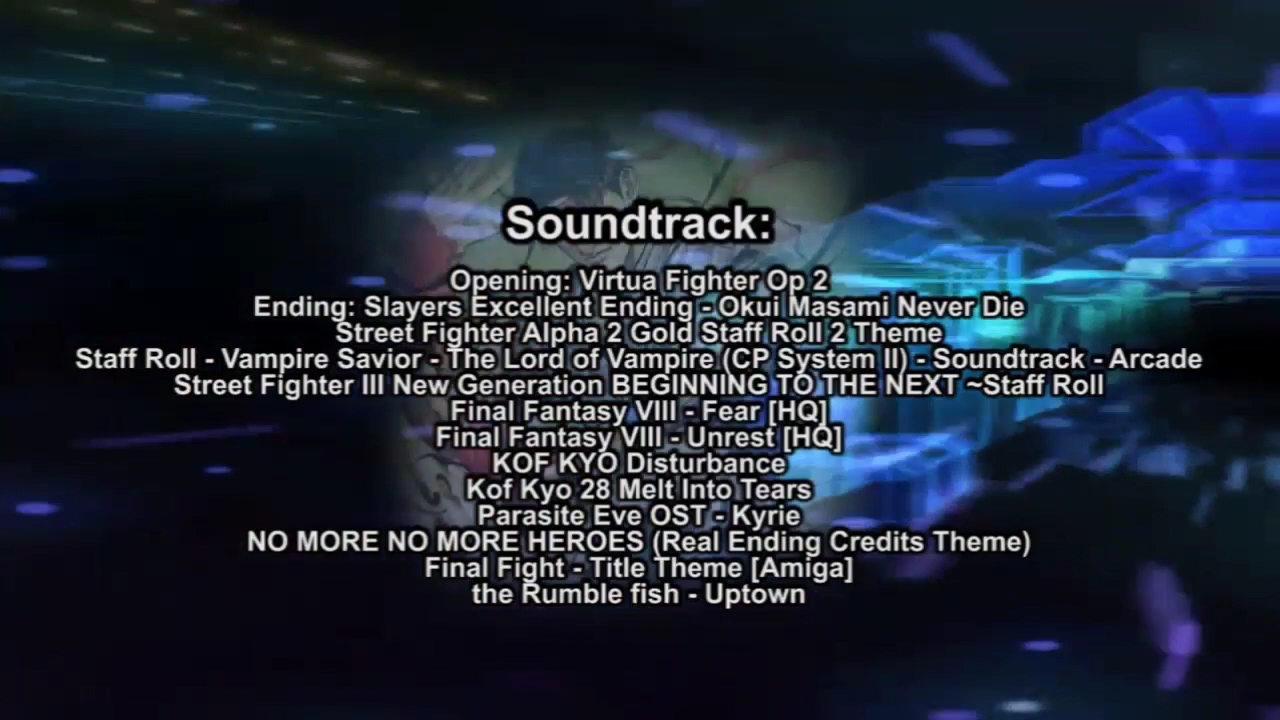 Soundtrack:
Opening: Virtua Fighter Op 2
Ending: Slayers Excellent Ending - Okui Masami Never Die
Street Fighter Alpha 2 Gold Staff Roll 2 Theme
Staff Roll - Vampire Savior - The Lord of Vampire (CP System II) - Soundtrack - Arcade
Street Fighter III New Generation BEGINNING TO THE NEXT ~Staff Roll
Final Fantasy VIII - Fear [HQ]
Final Fantasy VIII - Unrest [HQ]
KOF KYO Disturbance
Kof Kyo 28 Melt Into Tears
Parasite Eve OST - Kyrie
NO MORE NO MORE HEROES (Real Ending Credits Theme)
Final Fight - Title Theme [Amiga]
the Rumble fish - Uptown